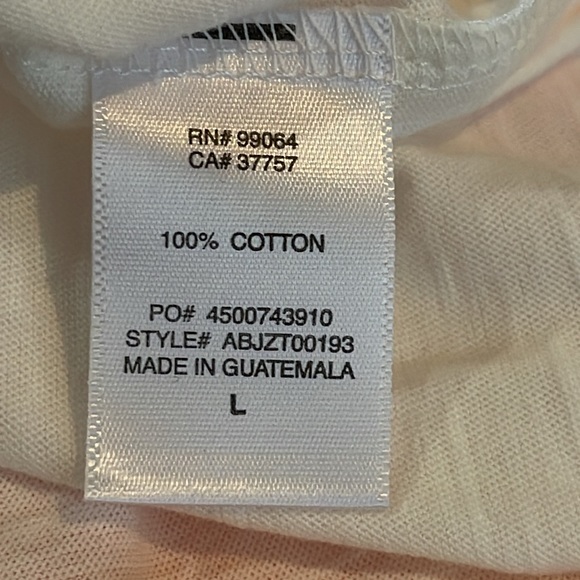 RN# 99064
CA# 37757
100% COTTON
PO# 4500743910
STYLE# ABJZT00193
MADE IN GUATEMALA
L